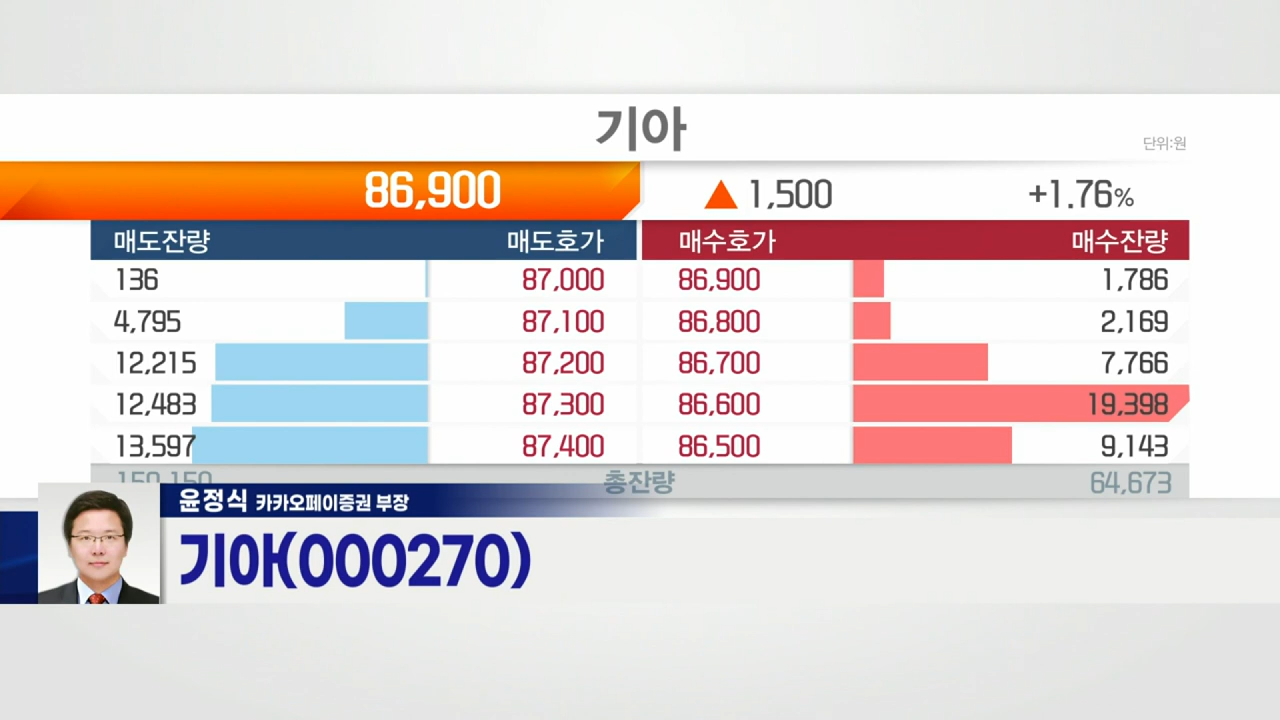 기아
단위:원
86,900 ▲ 1,500 +1.76%
매도잔량 매도호가 매수호가 매수잔량
136 87,000 86,900 1,786
4,795 87,100 86,800 2,169
12,215 87,200 86,700 7,766
12,483 87,300 86,600 19,398
13,597 87,400 86,500 9,143
150,150 총잔량 64,673
윤정식 카카오페이증권 부장
기아(000270)